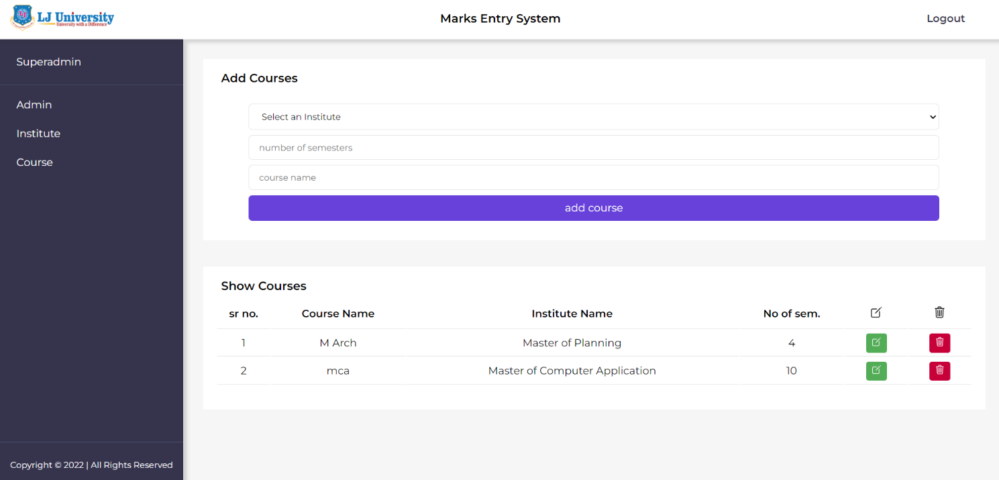 LJ
LJ University
University with a Difference
Marks Entry System
Logout
Superadmin
Admin
Institute
Course
Add Courses
Select an Institute
number of semesters
course name
add course
Show Courses
sr no. Course Name Institute Name No of sem.
1 M Arch Master of Planning 4
2 mca Master of Computer Application 10
Copyright © 2022 | All Rights Reserved